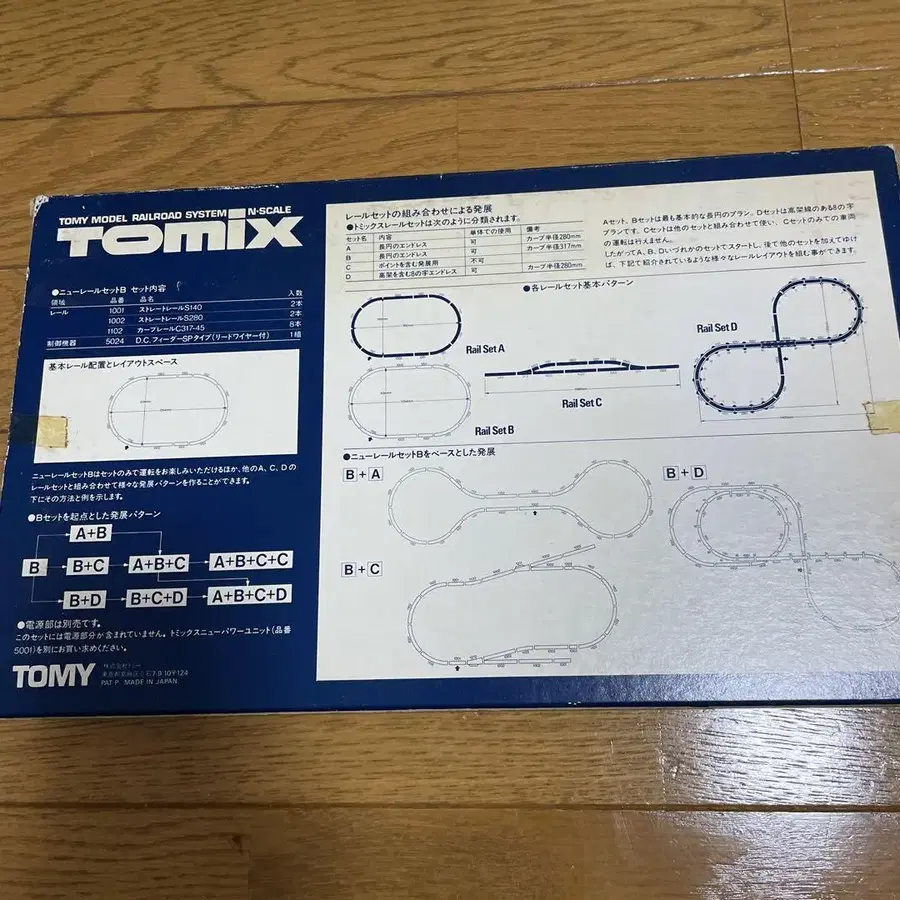 TOMY MODEL RAILROAD SYSTEM N·SCALE
TOMIX
●ニューレールセットB セット内容
領域 品番 品名 入数
レール 1001 ストレートレールS140 2本
1002 ストレートレールS280 2本
1102 カーブレールC317-45 8本
制御機器 5024 D.C.フィーダーSPタイプ(リードワイヤー付) 1組
基本レール配置とレイアウトスペース
ニューレールセットBはセットのみで運転をお楽しみいただけるほか、他のA、C、Dの
レールセットと組み合わせて様々な発展パターンを作ることができます。
下にその方法と例を示します。
●Bセットを起点とした発展パターン
A+B
B B+C A+B+C A+B+C+C
B+D B+C+D A+B+C+D
●電源部は別売です。
このセットには電源部分が含まれていません。トミックスニューパワーユニット(品番
5001)を別にお買い求めください。
TOMY
株式会社トミー
東京都葛飾区立石7-9-10〒124
PAT P. MADE IN JAPAN
レールセットの組み合わせによる発展
●トミックスレールセットは次のように分類されます。
セット名 内容 単体での使用 備考
A 長円のエンドレス 可 カーブ半径280mm
B 長円のエンドレス 可 カーブ半径317mm
C ポイントを含む発展用 不可
D 高架を含む8の字エンドレス 可 カーブ半径280mm
Aセット、Bセットは最も基本的な長円のプラン。Dセットは高架線のある8の字
プランです。Cセットは他のセットと組み合わせて使い、Cセットのみでの車両
の運転は行えません。
したがってA、B、Dいづれかのセットでスタートし、後で他のセットを加えてゆけ
ば、下記で紹介されているような様々なレールレイアウトを組む事ができます。
●各レールセット基本パターン
Rail Set A
Rail Set B
Rail Set C
Rail Set D
●ニューレールセットBをベースとした発展
B+A
B+D
B+C